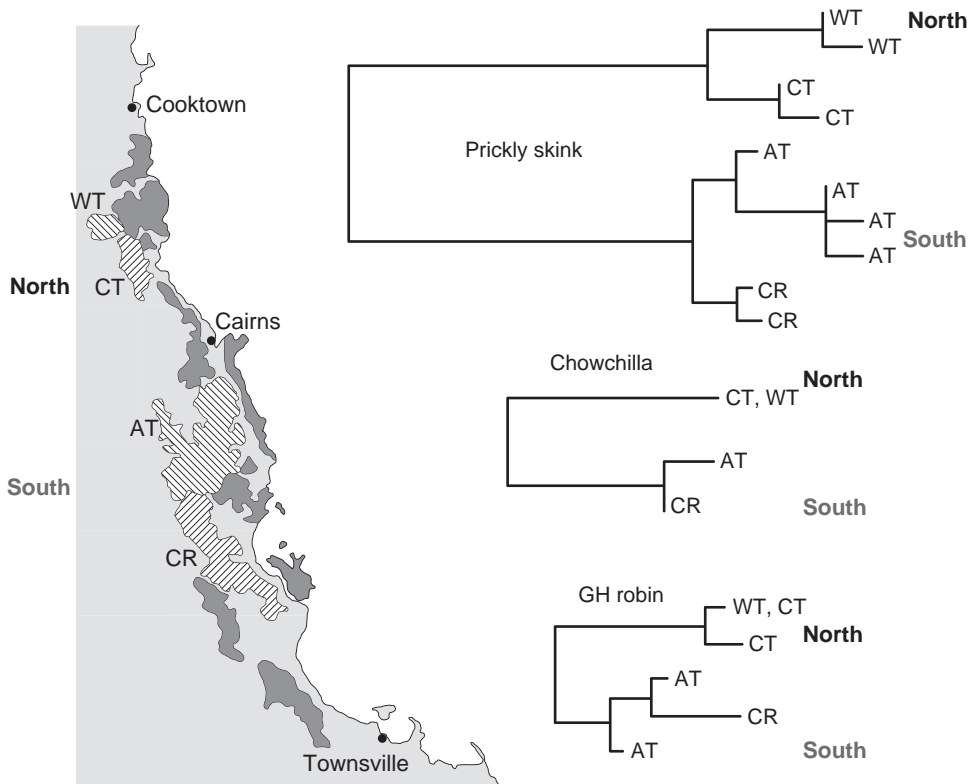 Cooktown
WT
CT
North
Cairns
AT
South
CR
Townsville
WT North
WT
CT
CT
Prickly skink
AT
AT
AT
South
AT
CR
CR
Chowchilla
North
CT, WT
AT
CR
South
GH robin
WT, CT
North
CT
AT
CR
AT
South